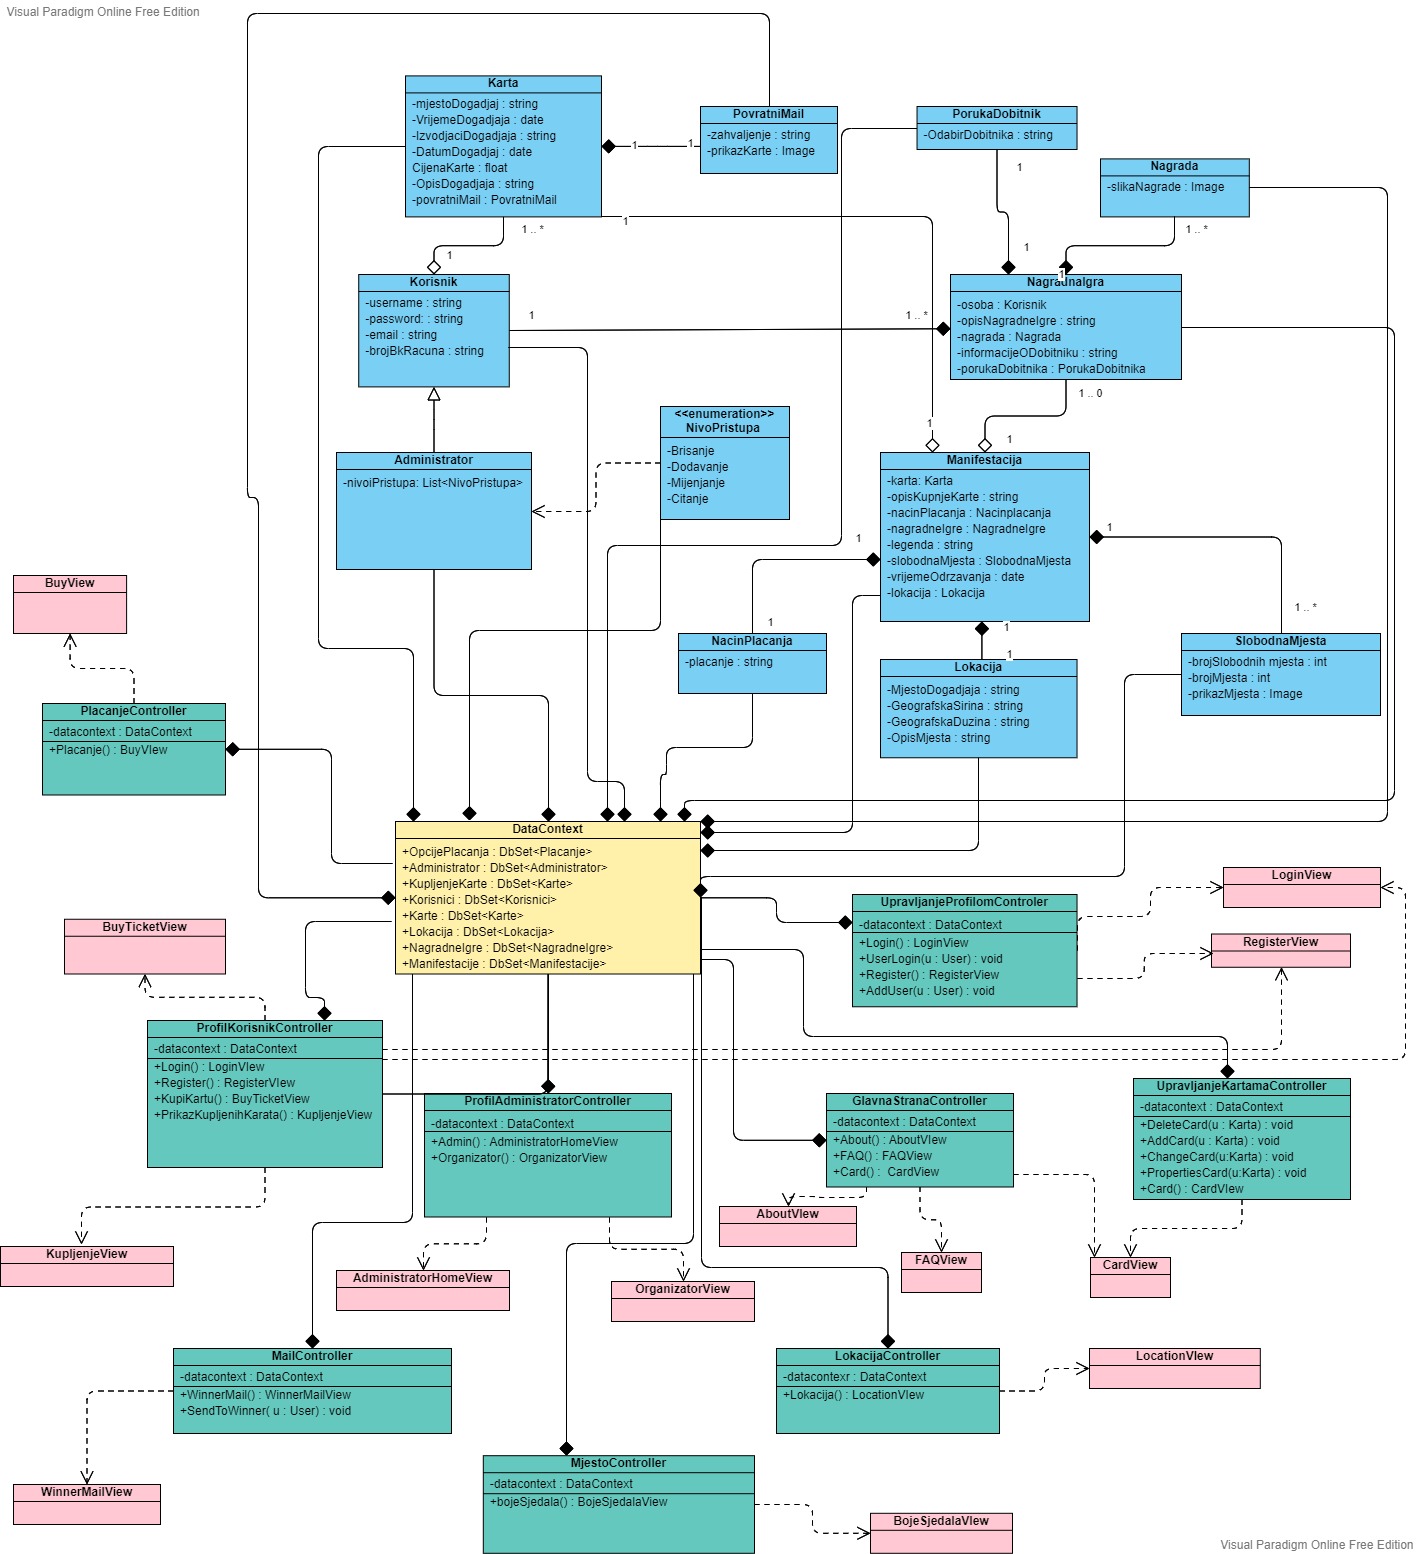 Visual Paradigm Online Free Edition
Karta
-mjestoDogadjaj : string
-VrijemeDogadjaja : date
-IzvodjaciDogadjaja : string
-DatumDogadjaj : date
CijenaKarte : float
-OpisDogadjaja : string
-povratniMail : PovratniMail
1
1
PovratniMail
-zahvaljenje : string
-prikazKarte : Image
PorukaDobitnik
-OdabirDobitnika : string
1
1
Nagrada
-slikaNagrade : Image
1 .. *
1
1 .. *
1
1
1
Korisnik
-username : string
-password: : string
-email : string
-brojBkRacuna : string
1
1 .. *
NagradnaIgra
-osoba : Korisnik
-opisNagradneIgre : string
-nagrada : Nagrada
-informacijeODobitniku : string
-porukaDobitnika : PorukaDobitnika
1 .. 0
1
Administrator
-nivoiPristupa: List<NivoPristupa>
<<enumeration>>
NivoPristupa
-Brisanje
-Dodavanje
-Mijenjanje
-Citanje
Manifestacija
-karta: Karta
-opisKupnjeKarte : string
-nacinPlacanja : Nacinplacanja
-nagradneIgre : NagradneIgre
-legenda : string
-slobodnaMjesta : SlobodnaMjesta
-vrijemeOdrzavanja : date
-lokacija : Lokacija
1
1
1
1 .. *
1
1
NacinPlacanja
-placanje : string
Lokacija
-MjestoDogadjaja : string
-GeografskaSirina : string
-GeografskaDuzina : string
-OpisMjesta : string
SlobodnaMjesta
-brojSlobodnih mjesta : int
-brojMjesta : int
-prikazMjesta : Image
BuyView
PlacanjeController
-datacontext : DataContext
+Placanje() : BuyVIew
DataContext
+OpcijePlacanja : DbSet<Placanje>
+Administrator : DbSet<Administrator>
+KupljenjeKarte : DbSet<Karte>
+Korisnici : DbSet<Korisnici>
+Karte : DbSet<Karte>
+Lokacija : DbSet<Lokacija>
+NagradneIgre : DbSet<NagradneIgre>
+Manifestacije : DbSet<Manifestacije>
UpravljanjeProfilomControler
-datacontext : DataContext
+Login() : LoginView
+UserLogin(u : User) : void
+Register() : RegisterView
+AddUser(u : User) : void
LoginView
RegisterView
BuyTicketView
ProfilKorisnikController
-datacontext : DataContext
+Login() : LoginVIew
+Register() : RegisterVIew
+KupiKartu() : BuyTicketView
+PrikazKupljenihKarata() : KupljenjeView
ProfilAdministratorController
-datacontext : DataContext
+Admin() : AdministratorHomeView
+Organizator() : OrganizatorView
GlavnaStranaController
-datacontext : DataContext
+About() : AboutVIew
+FAQ() : FAQView
+Card() : CardView
UpravljanjeKartamaController
-datacontext : DataContext
+DeleteCard(u : Karta) : void
+AddCard(u : Karta) : void
+ChangeCard(u:Karta) : void
+PropertiesCard(u:Karta) : void
+Card() : CardVIew
KupljenjeView
AdministratorHomeView
OrganizatorView
AboutVIew
FAQView
CardView
MailController
-datacontext : DataContext
+WinnerMail() : WinnerMailView
+SendToWinner( u : User) : void
LokacijaController
-datacontexr : DataContext
+Lokacija() : LocationVIew
LocationVIew
WinnerMailView
MjestoController
-datacontext : DataContext
+bojeSjedala() : BojeSjedalaView
BojeSjedalaVIew
Visual Paradigm Online Free Edition